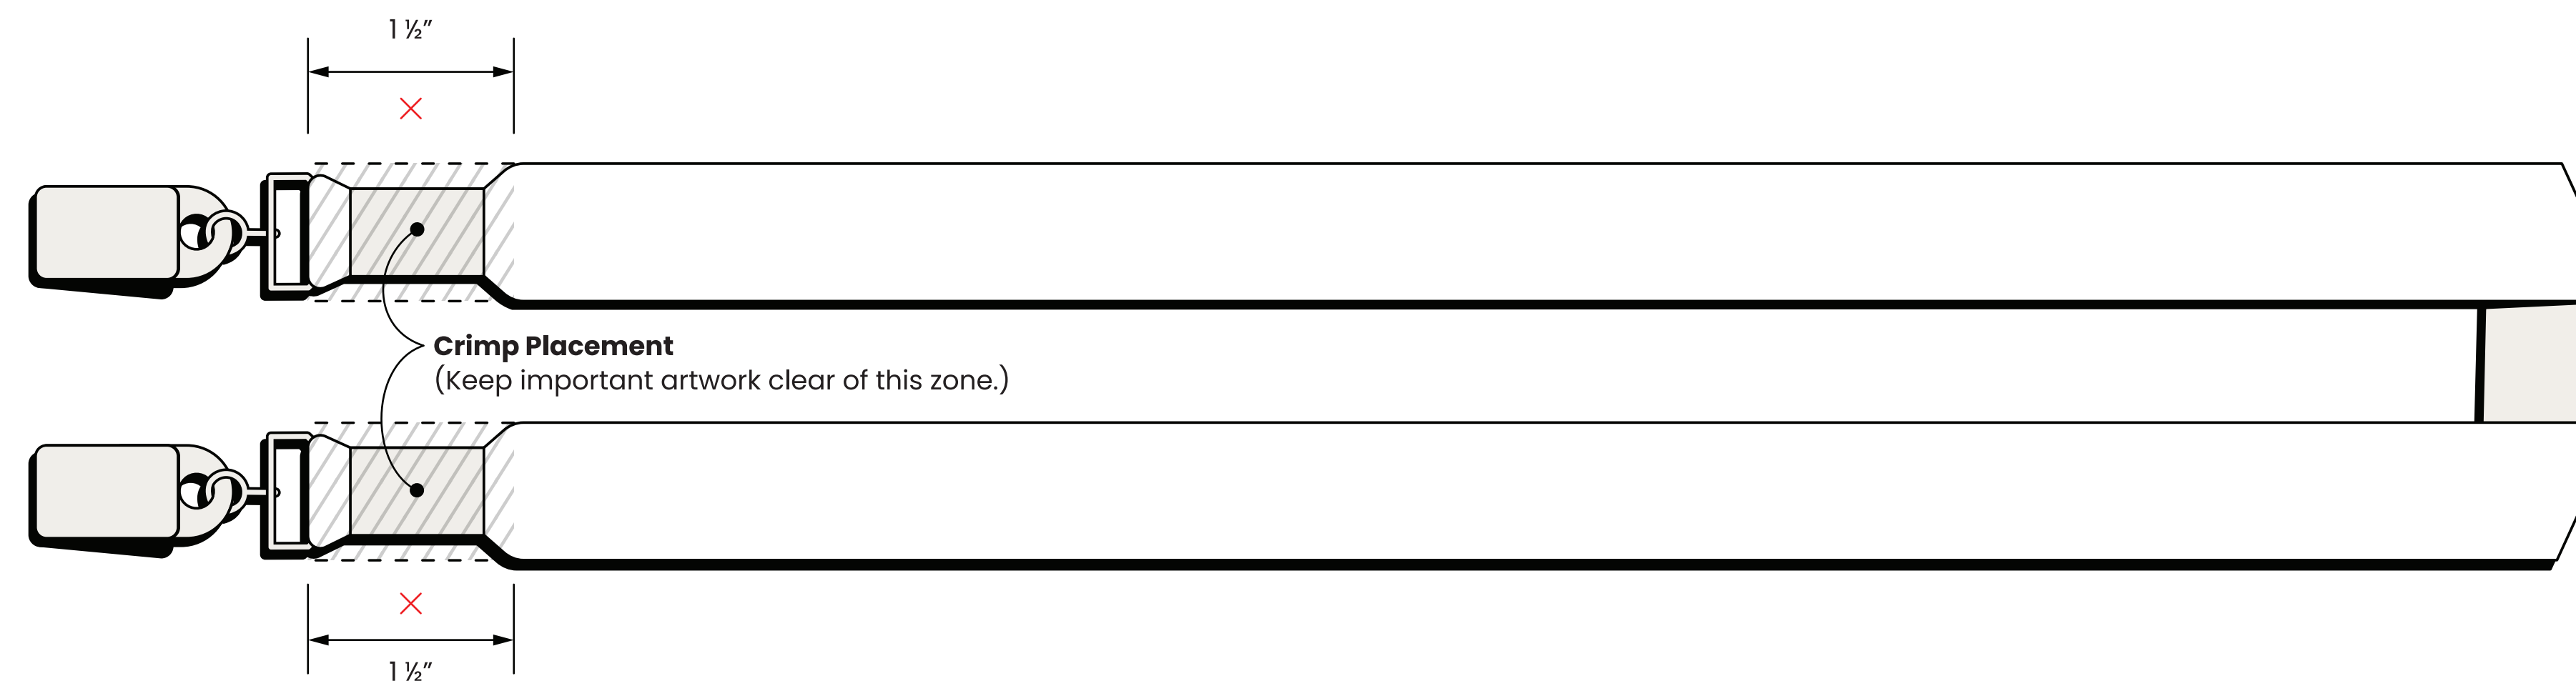 1 ½”
Crimp Placement
(Keep important artwork clear of this zone.)
1 ½”